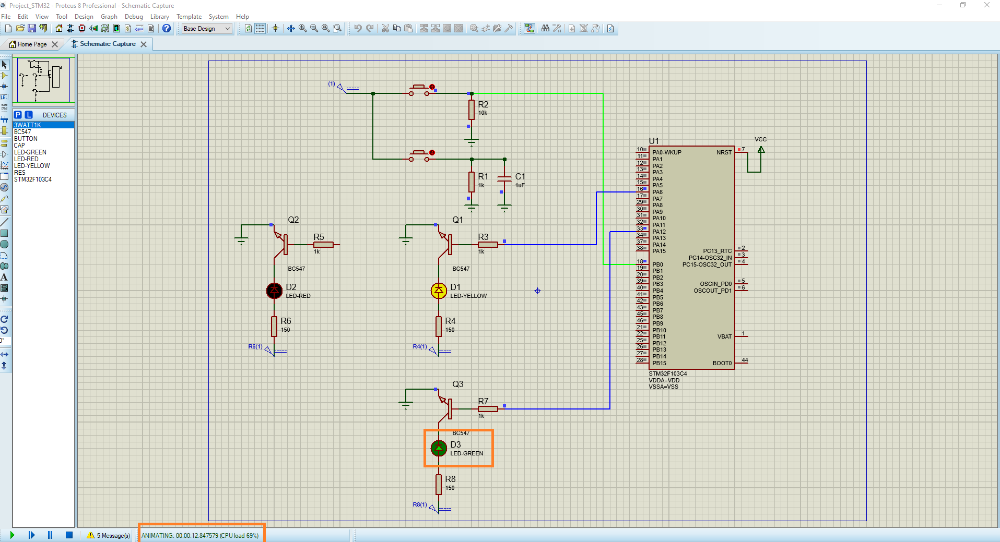 Project_STM32 - Proteus 8 Professional - Schematic Capture
File Edit View Tool Design Graph Debug Library Template System Help
Base Design
Home Page
Schematic Capture
P L DEVICES
3WATT1K
BC547
BUTTON
CAP
LED-GREEN
LED-RED
LED-YELLOW
RES
STM32F103C4
LBL
A
S
(1)
R2
10k
R1
1k
C1
1uF
Q2
R5
1k
BC547
D2
LED-RED
R6
150
R6(1)
Q1
R3
1k
BC547
D1
LED-YELLOW
R4
150
R4(1)
Q3
R7
1k
BC547
D3
LED-GREEN
R8
150
R8(1)
U1
VCC
10 PA0-WKUP
11 PA1
12 PA2
13 PA3
14 PA4
15 PA5
16 PA6
17 PA7
29 PA8
30 PA9
31 PA10
32 PA11
33 PA12
34 PA13
37 PA14
38 PA15
18 PB0
19 PB1
20 PB2
39 PB3
40 PB4
41 PB5
42 PB6
43 PB7
45 PB8
46 PB9
21 PB10
22 PB11
25 PB12
26 PB13
27 PB14
28 PB15
NRST 7
PC13_RTC 2
PC14-OSC32_IN 3
PC15-OSC32_OUT 4
OSCIN_PD0 5
OSCOUT_PD1 6
VBAT 1
BOOT0 44
STM32F103C4
VDDA=VDD
VSSA=VSS
5 Message(s)
ANIMATING: 00:00:12.847579 (CPU load 69%)